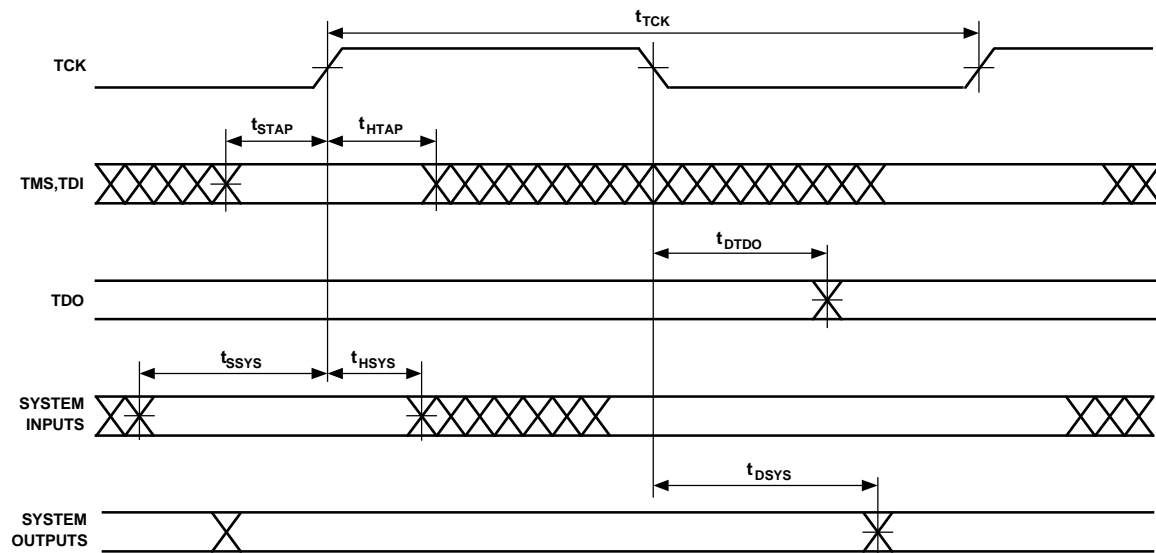 tTCK
TCK
tSTAP tHTAP
TMS,TDI
tDTDO
TDO
tSSYS tHSYS
SYSTEM
INPUTS
tDSYS
SYSTEM
OUTPUTS